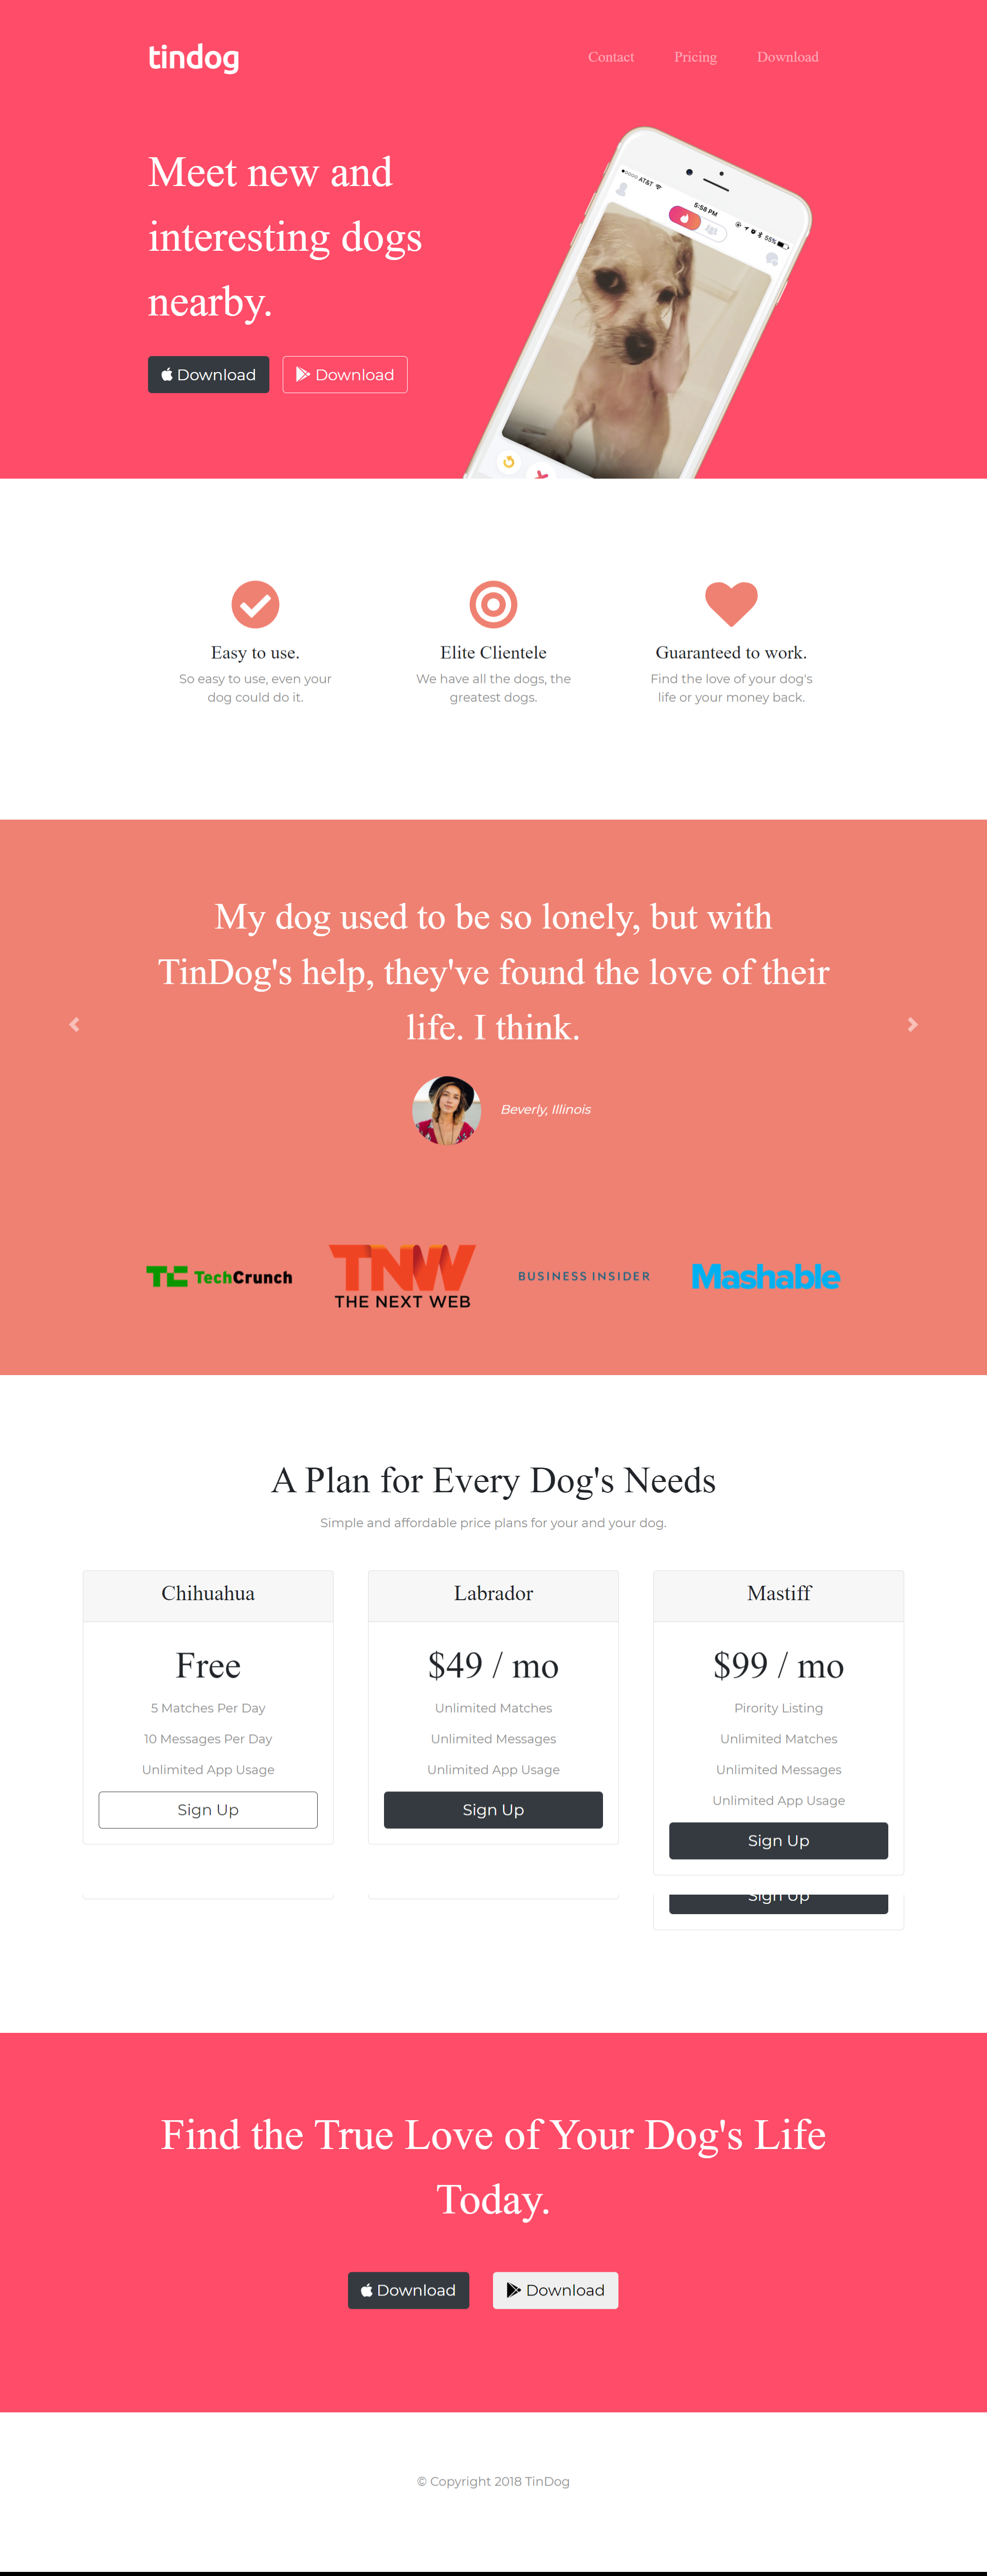 tindog
Contact Pricing Download
Meet new and
interesting dogs
nearby.
Download Download
AT&T 5:58 PM 55%
Easy to use.
So easy to use, even your
dog could do it.
Elite Clientele
We have all the dogs, the
greatest dogs.
Guaranteed to work.
Find the love of your dog's
life or your money back.
My dog used to be so lonely, but with
TinDog's help, they've found the love of their
life. I think.
Beverly, Illinois
TC TechCrunch
TNW
THE NEXT WEB
BUSINESS INSIDER
Mashable
A Plan for Every Dog's Needs
Simple and affordable price plans for your and your dog.
Chihuahua
Free
5 Matches Per Day
10 Messages Per Day
Unlimited App Usage
Sign Up
Labrador
$49 / mo
Unlimited Matches
Unlimited Messages
Unlimited App Usage
Sign Up
Mastiff
$99 / mo
Pirority Listing
Unlimited Matches
Unlimited Messages
Unlimited App Usage
Sign Up
Sign Up
Find the True Love of Your Dog's Life
Today.
Download Download
© Copyright 2018 TinDog